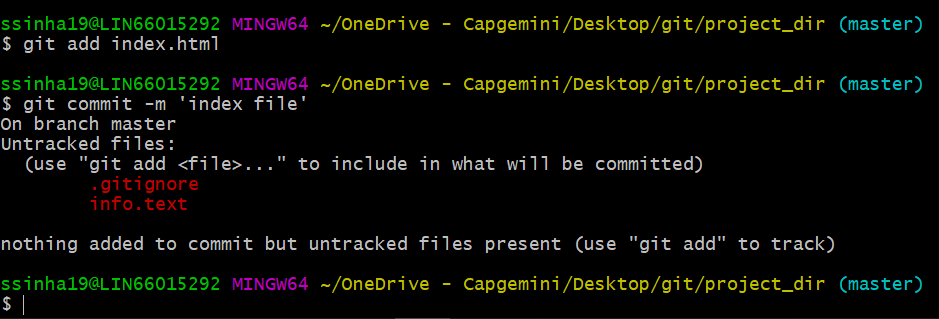 ssinha19@LIN66015292 MINGW64 ~/OneDrive - Capgemini/Desktop/git/project_dir (master)
$ git add index.html
ssinha19@LIN66015292 MINGW64 ~/OneDrive - Capgemini/Desktop/git/project_dir (master)
$ git commit -m 'index file'
On branch master
Untracked files:
  (use "git add <file>..." to include in what will be committed)
        .gitignore
        info.text
nothing added to commit but untracked files present (use "git add" to track)
ssinha19@LIN66015292 MINGW64 ~/OneDrive - Capgemini/Desktop/git/project_dir (master)
$